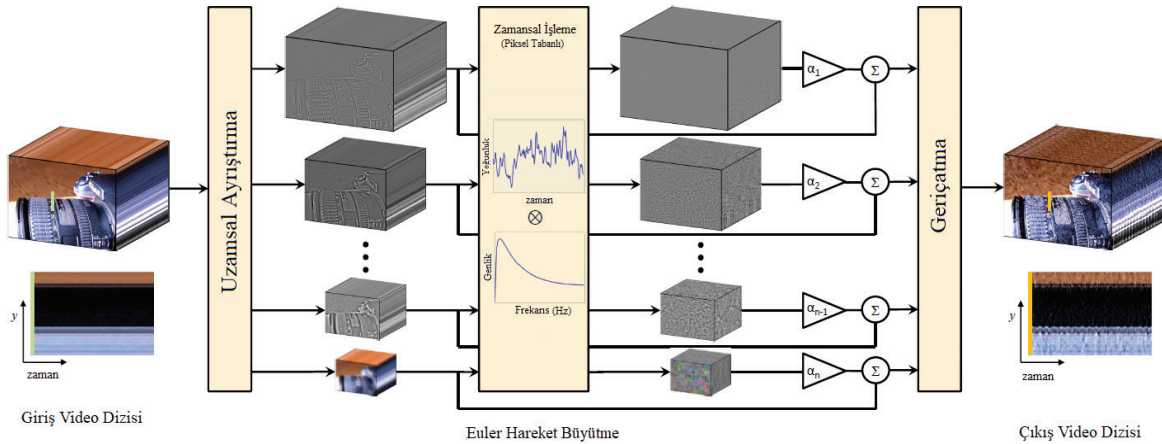 Zamansal İşleme
(Piksel Tabanlı)
Uzamsal Ayrıştırma
Yoğunluk
zaman
Genlik
Frekans (Hz)
α1
Σ
α2
Σ
αn-1
Σ
αn
Σ
Geriçatma
y
zaman
Giriş Video Dizisi
Euler Hareket Büyütme
y
zaman
Çıkış Video Dizisi